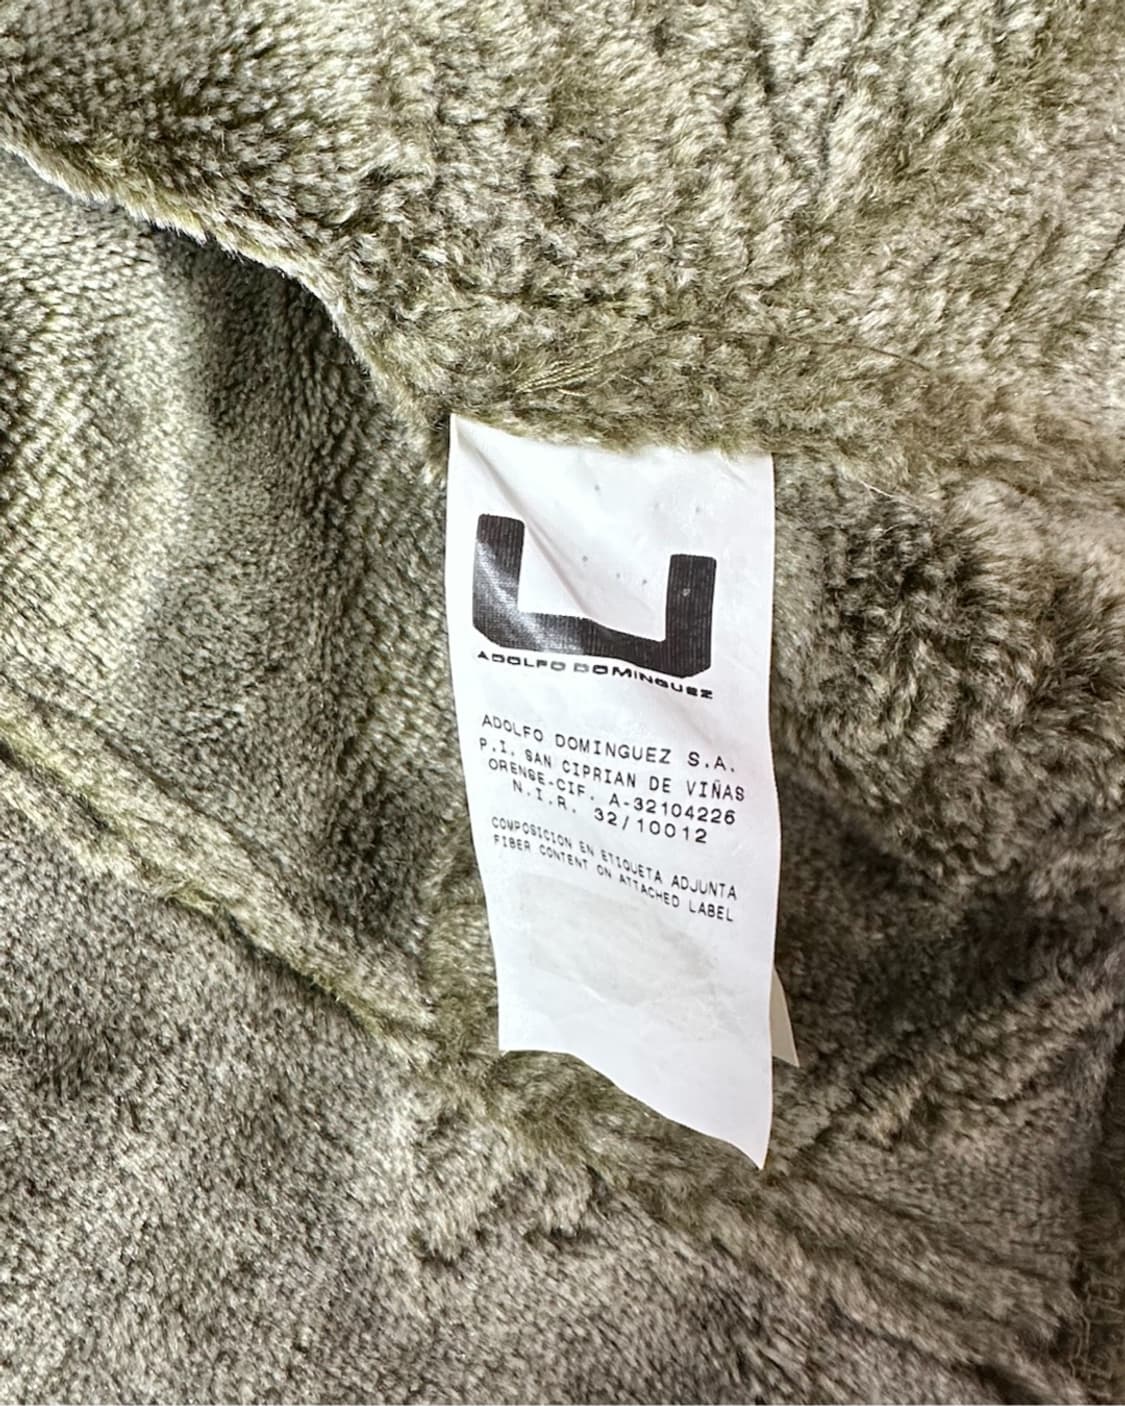 ADOLFO DOMINGUEZ
ADOLFO DOMINGUEZ S.A.
P.I. SAN CIPRIAN DE VIÑAS
ORENSE-CIF. A-32104226
N.I.R. 32/10012
COMPOSICION EN ETIQUETA ADJUNTA
FIBER CONTENT ON ATTACHED LABEL